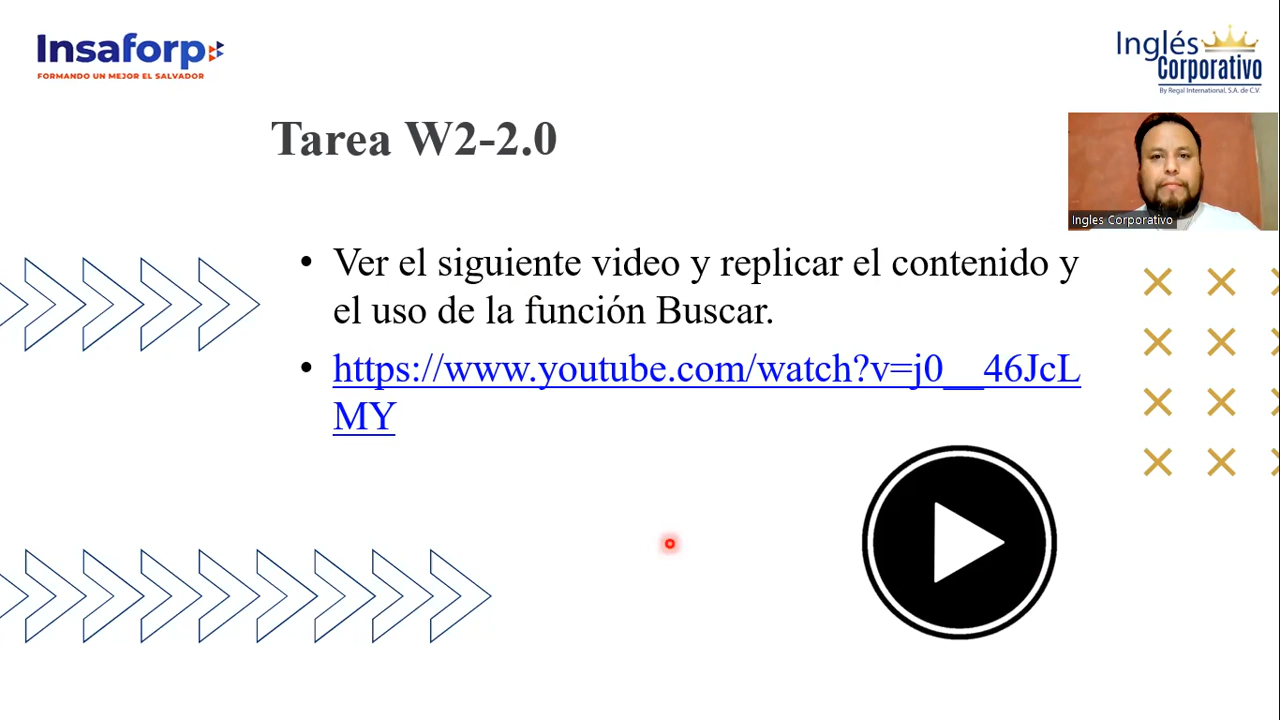 Insaforp
FORMANDO UN MEJOR EL SALVADOR
Inglés
Corporativo
By Regal International, S.A. de C.V.
Tarea W2-2.0
Ingles Corporativo
• Ver el siguiente video y replicar el contenido y
el uso de la función Buscar.
• https://www.youtube.com/watch?v=j0__46JcL
MY